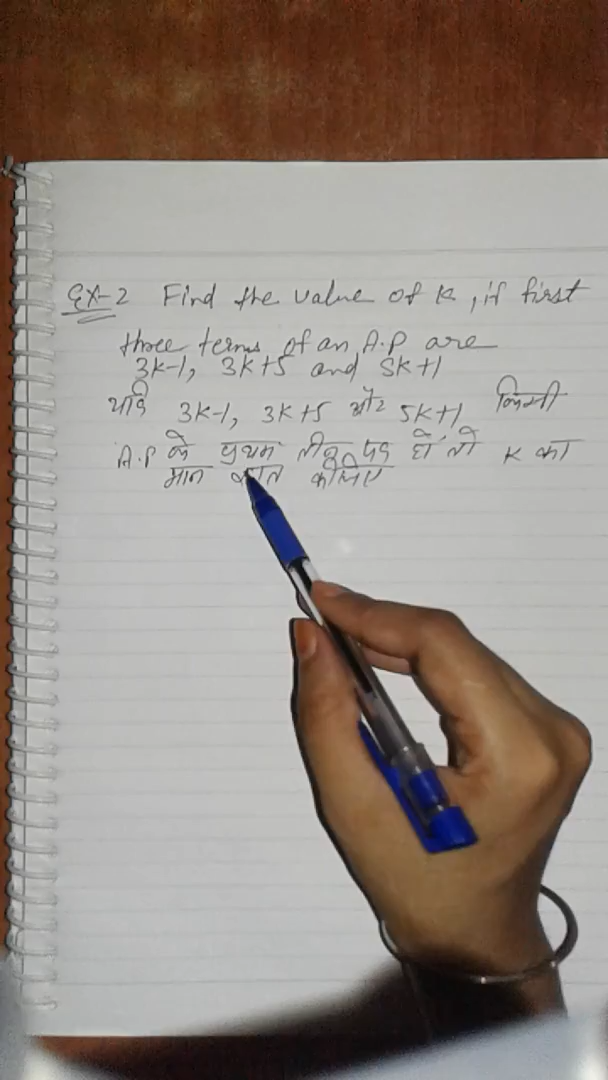 Ex-2 Find the value of k, if first
three terms of an A.P are
3k-1, 3k+5 and 5k+1
यदि 3k-1, 3k+5 और 5k+1 किसी
A.P के प्रथम तीन पद हों तो K का
मान ज्ञात कीजिए